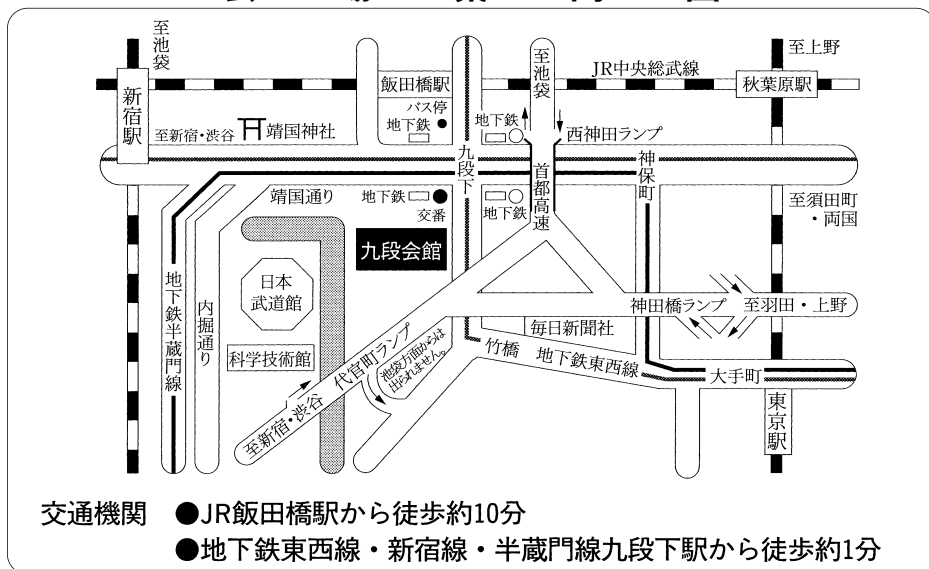 至池袋
新宿駅
飯田橋駅
バス停
地下鉄
至新宿・渋谷
靖国神社
九段下
至池袋
地下鉄
JR中央総武線
西神田ランプ
至上野
秋葉原駅
靖国通り
地下鉄
交番
地下鉄
首都高速
神保町
至須田町・両国
九段会館
日本武道館
科学技術館
地下鉄半蔵門線
内堀通り
代官町ランプ
至新宿・渋谷
池袋方面からは
出られません。
神田橋ランプ
至羽田・上野
毎日新聞社
竹橋
地下鉄東西線
大手町
東京駅
交通機関 ●JR飯田橋駅から徒歩約10分
●地下鉄東西線・新宿線・半蔵門線九段下駅から徒歩約1分